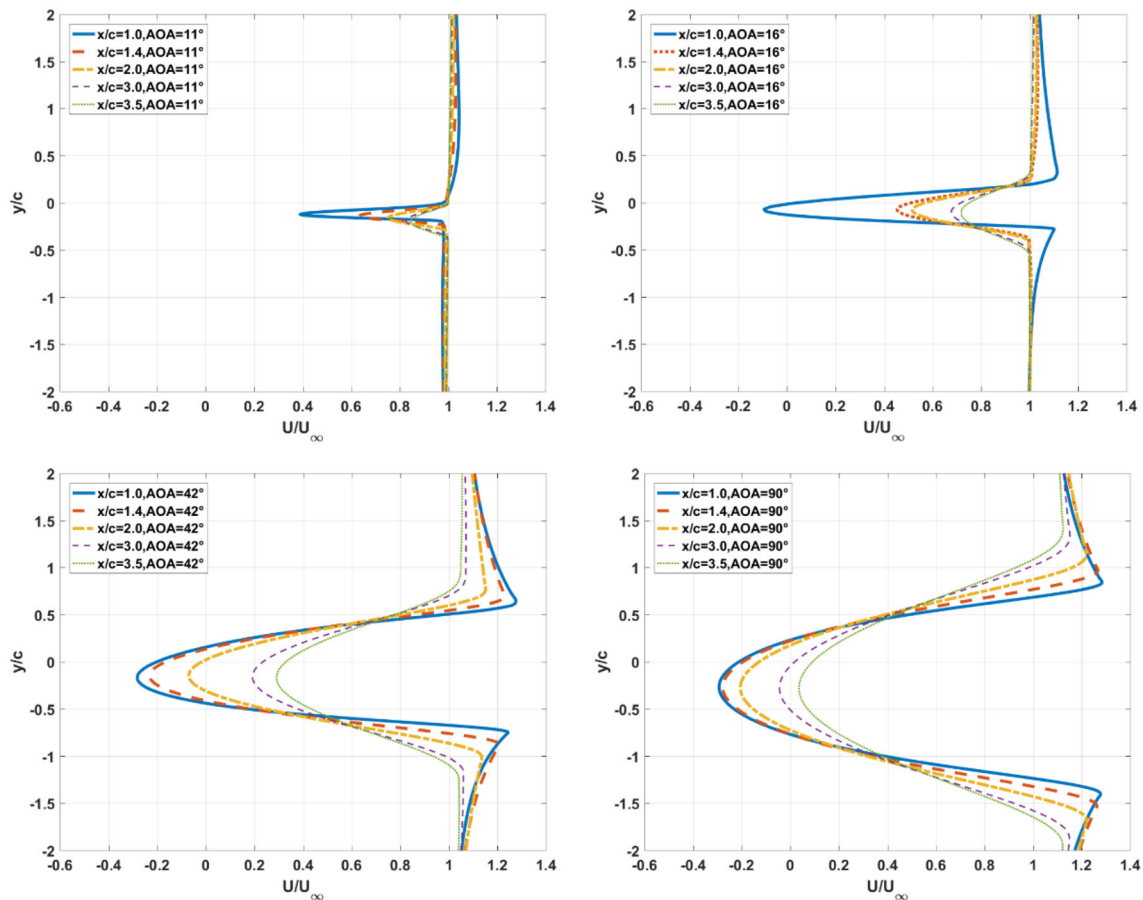 x/c=1.0,AOA=11°
x/c=1.4,AOA=11°
x/c=2.0,AOA=11°
x/c=3.0,AOA=11°
x/c=3.5,AOA=11°
2
1.5
1
0.5
0
-0.5
-1
-1.5
-2
y/c
-0.6 -0.4 -0.2 0 0.2 0.4 0.6 0.8 1 1.2 1.4
U/U∞
x/c=1.0,AOA=16°
x/c=1.4,AOA=16°
x/c=2.0,AOA=16°
x/c=3.0,AOA=16°
x/c=3.5,AOA=16°
2
1.5
1
0.5
0
-0.5
-1
-1.5
-2
y/c
-0.6 -0.4 -0.2 0 0.2 0.4 0.6 0.8 1 1.2 1.4
U/U∞
x/c=1.0,AOA=42°
x/c=1.4,AOA=42°
x/c=2.0,AOA=42°
x/c=3.0,AOA=42°
x/c=3.5,AOA=42°
2
1.5
1
0.5
0
-0.5
-1
-1.5
-2
y/c
-0.6 -0.4 -0.2 0 0.2 0.4 0.6 0.8 1 1.2 1.4
U/U∞
x/c=1.0,AOA=90°
x/c=1.4,AOA=90°
x/c=2.0,AOA=90°
x/c=3.0,AOA=90°
x/c=3.5,AOA=90°
2
1.5
1
0.5
0
-0.5
-1
-1.5
-2
y/c
-0.6 -0.4 -0.2 0 0.2 0.4 0.6 0.8 1 1.2 1.4
U/U∞